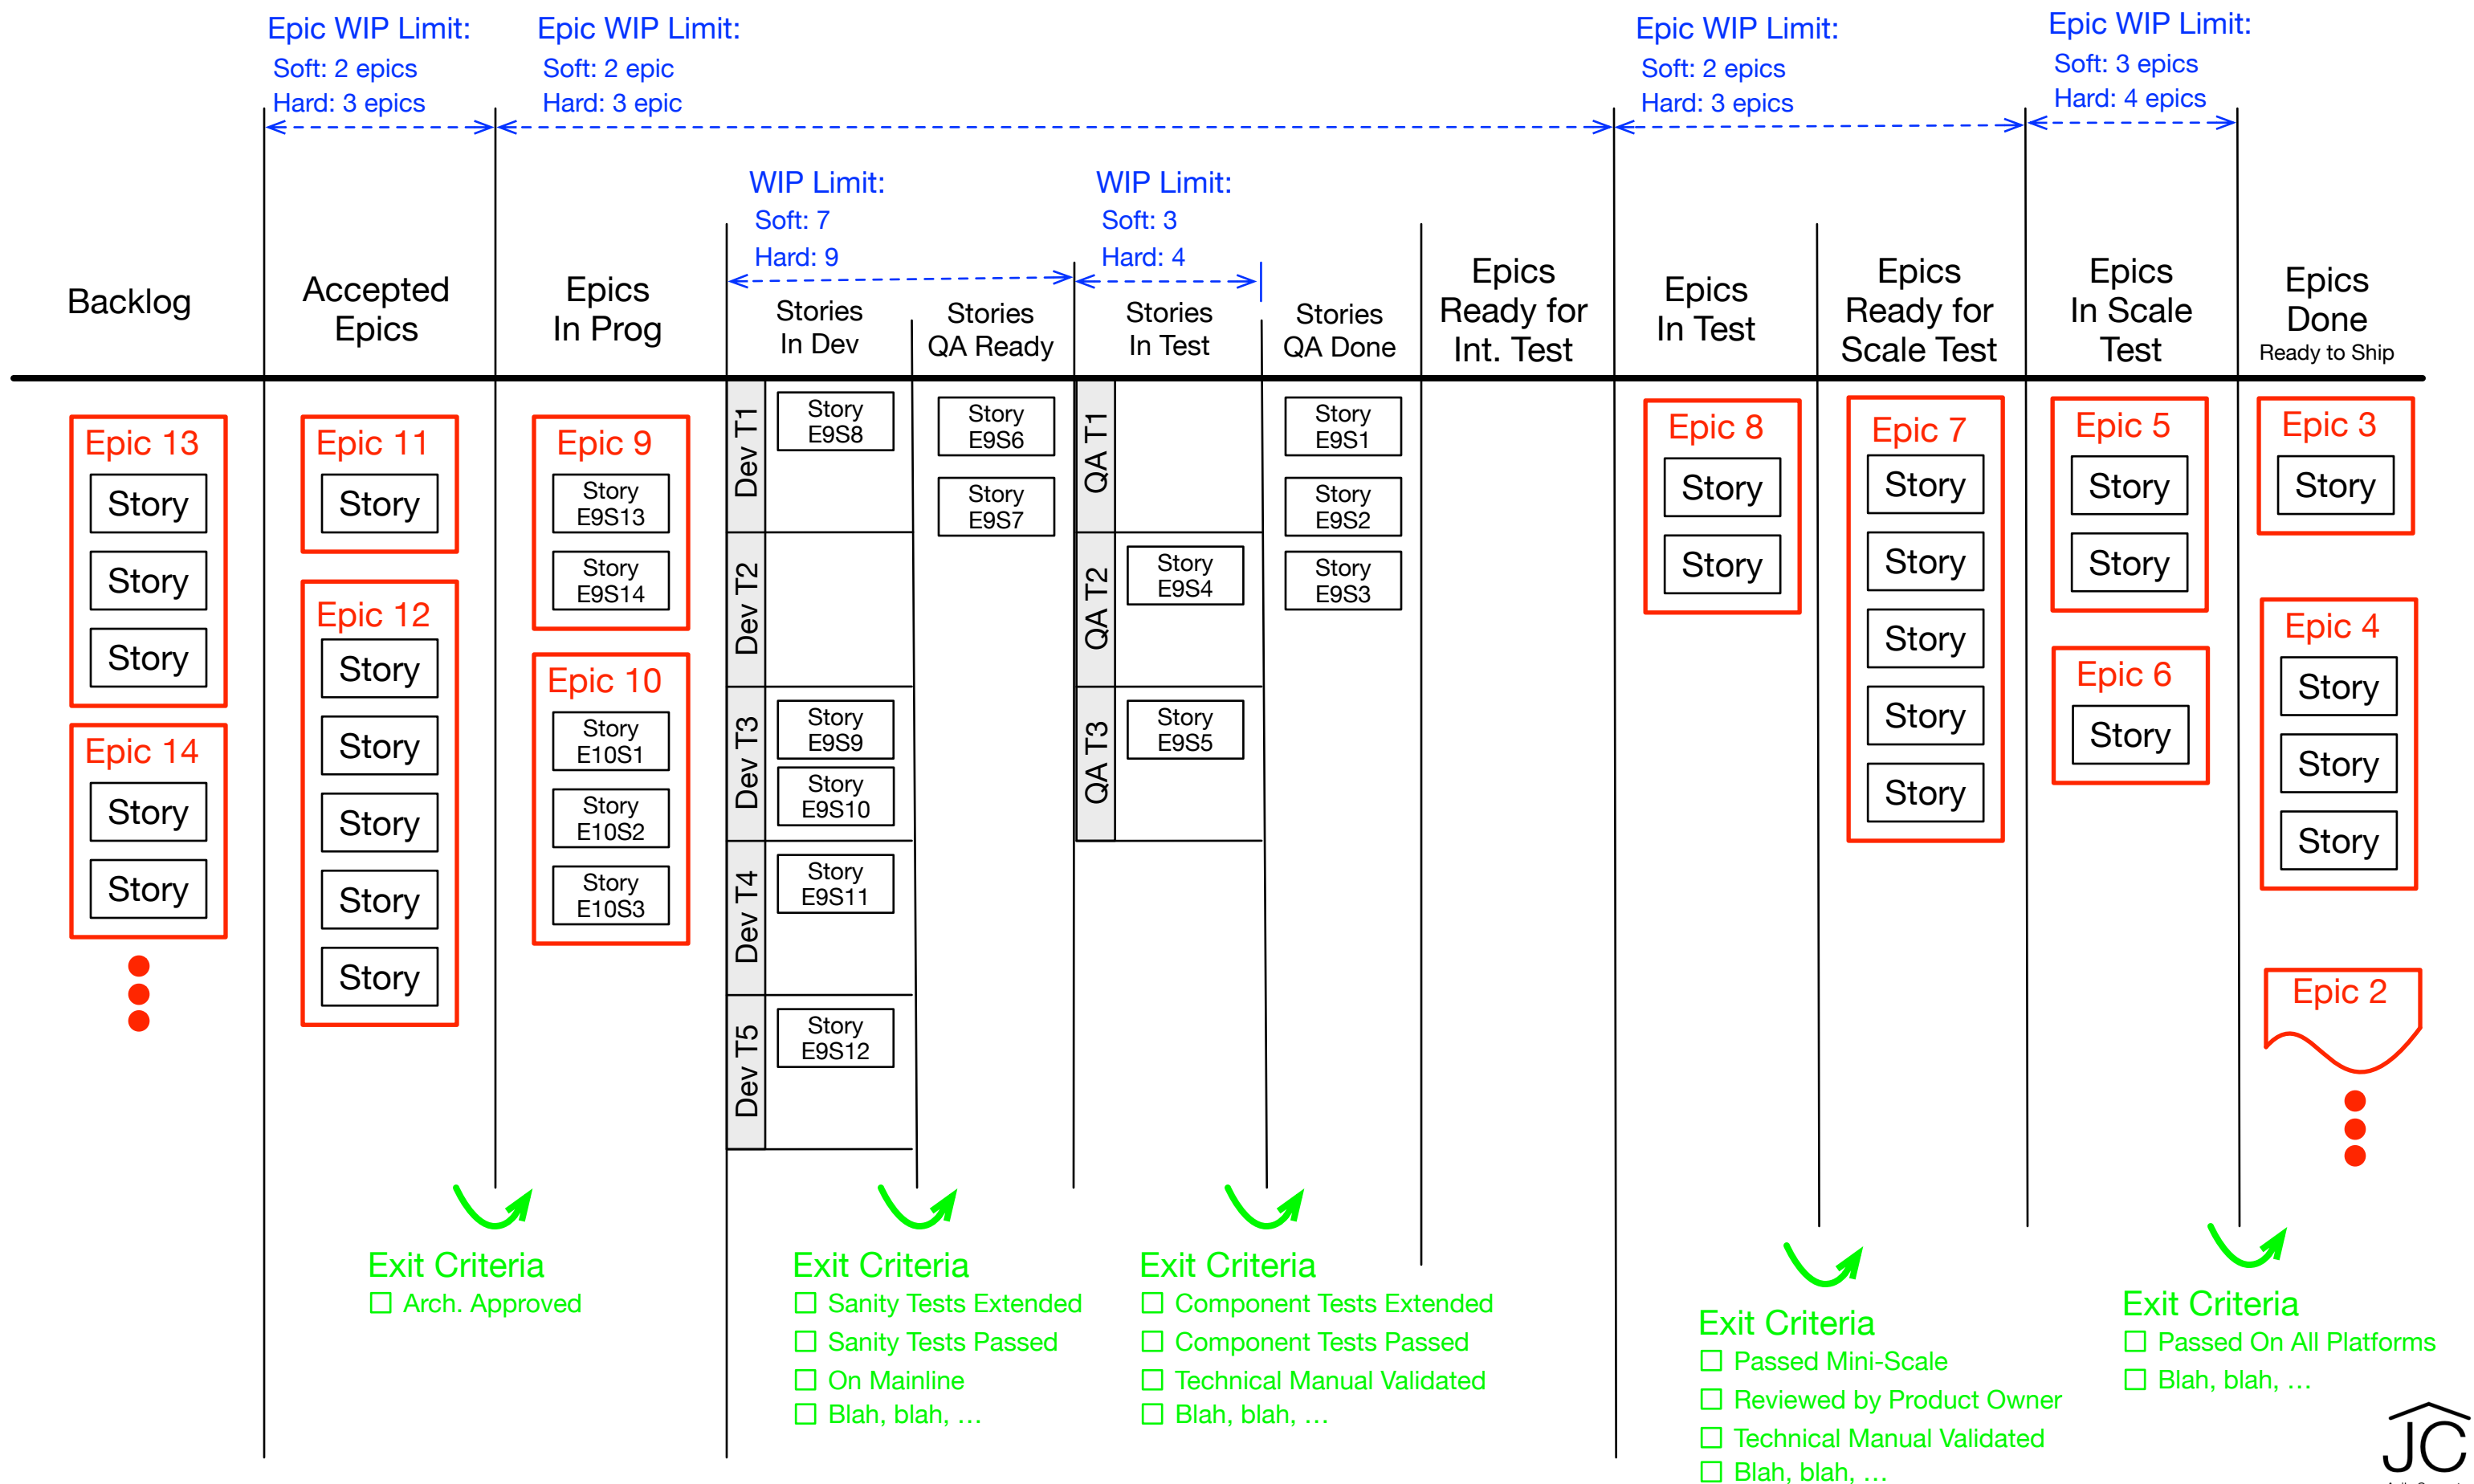 Epic WIP Limit:
Soft: 2 epics
Hard: 3 epics
Epic WIP Limit:
Soft: 2 epic
Hard: 3 epic
Epic WIP Limit:
Soft: 2 epics
Hard: 3 epics
Epic WIP Limit:
Soft: 3 epics
Hard: 4 epics
WIP Limit:
Soft: 7
Hard: 9
WIP Limit:
Soft: 3
Hard: 4
Backlog
Accepted
Epics
Epics
In Prog
Stories
In Dev
Stories
QA Ready
Stories
In Test
Stories
QA Done
Epics
Ready for
Int. Test
Epics
In Test
Epics
Ready for
Scale Test
Epics
In Scale
Test
Epics
Done
Ready to Ship
Epic 13
Story
Story
Story
Epic 14
Story
Story
Epic 11
Story
Epic 12
Story
Story
Story
Story
Story
Epic 9
Story
E9S13
Story
E9S14
Epic 10
Story
E10S1
Story
E10S2
Story
E10S3
Dev T1
Story
E9S8
Dev T2
Dev T3
Story
E9S9
Story
E9S10
Dev T4
Story
E9S11
Dev T5
Story
E9S12
Story
E9S6
Story
E9S7
QA T1
QA T2
Story
E9S4
QA T3
Story
E9S5
Story
E9S1
Story
E9S2
Story
E9S3
Epic 8
Story
Story
Epic 7
Story
Story
Story
Story
Story
Epic 5
Story
Story
Epic 6
Story
Epic 3
Story
Epic 4
Story
Story
Story
Epic 2
Exit Criteria
Arch. Approved
Exit Criteria
Sanity Tests Extended
Sanity Tests Passed
On Mainline
Blah, blah, …
Exit Criteria
Component Tests Extended
Component Tests Passed
Technical Manual Validated
Blah, blah, …
Exit Criteria
Passed Mini-Scale
Reviewed by Product Owner
Technical Manual Validated
Blah, blah, …
Exit Criteria
Passed On All Platforms
Blah, blah, …
JC